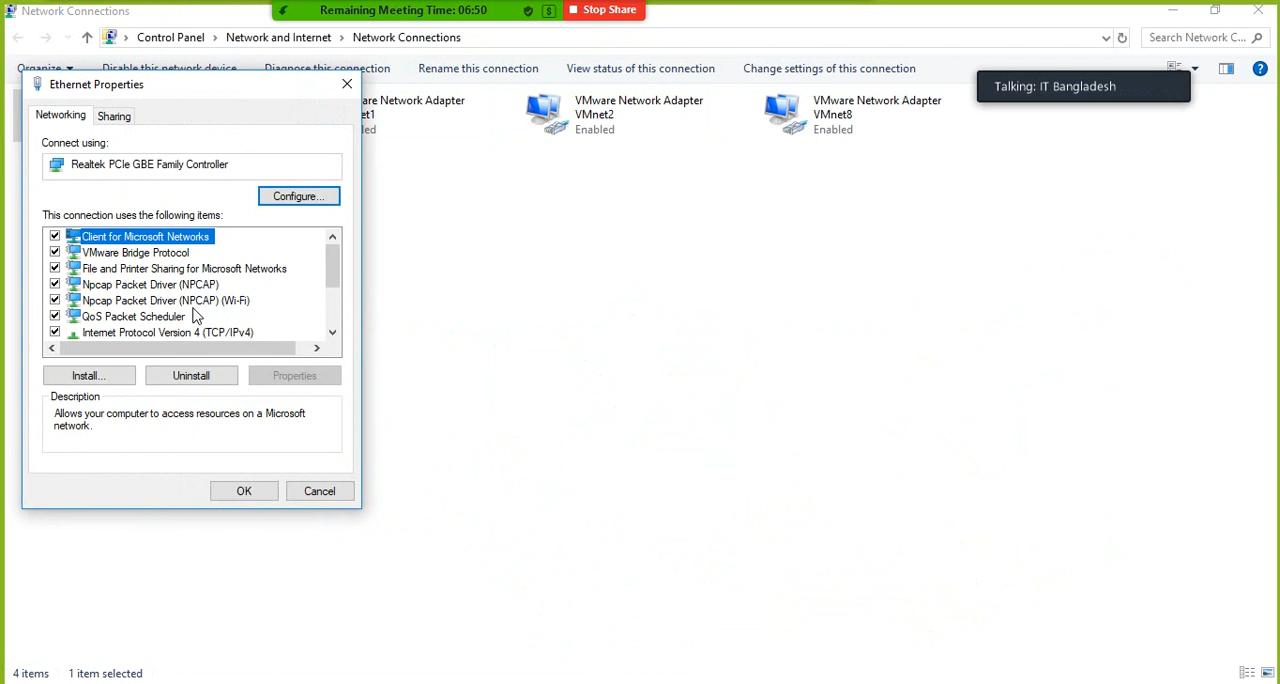 Network Connections
Remaining Meeting Time: 06:50
$
Stop Share
Control Panel
Network and Internet
Network Connections
Search Network C...
Organize
Disable this network device
Diagnose this connection
Rename this connection
View status of this connection
Change settings of this connection
?
Talking: IT Bangladesh
Ethernet Properties
are Network Adapter
et1
led
VMware Network Adapter
VMnet2
Enabled
VMware Network Adapter
VMnet8
Enabled
Networking
Sharing
Connect using:
Realtek PCIe GBE Family Controller
Configure...
This connection uses the following items:
Client for Microsoft Networks
VMware Bridge Protocol
File and Printer Sharing for Microsoft Networks
Npcap Packet Driver (NPCAP)
Npcap Packet Driver (NPCAP) (Wi-Fi)
QoS Packet Scheduler
Internet Protocol Version 4 (TCP/IPv4)
Install...
Uninstall
Properties
Description
Allows your computer to access resources on a Microsoft
network.
OK
Cancel
4 items
1 item selected